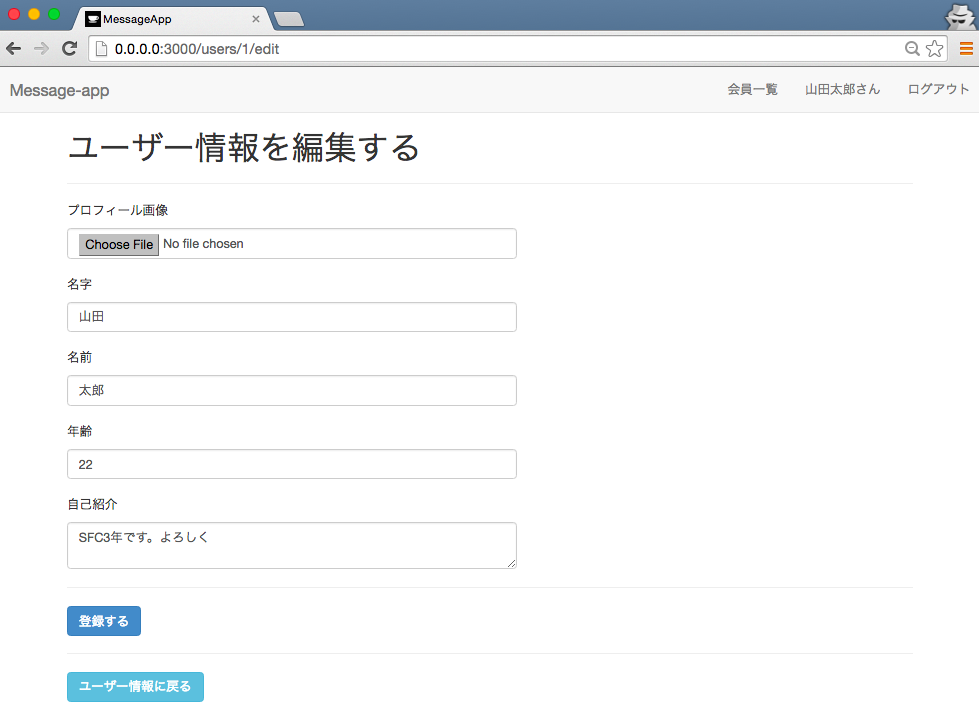 MessageApp
0.0.0.0:3000/users/1/edit
Message-app 会員一覧 山田太郎さん ログアウト
ユーザー情報を編集する
プロフィール画像
Choose File No file chosen
名字
山田
名前
太郎
年齢
22
自己紹介
SFC3年です。よろしく
登録する
ユーザー情報に戻る